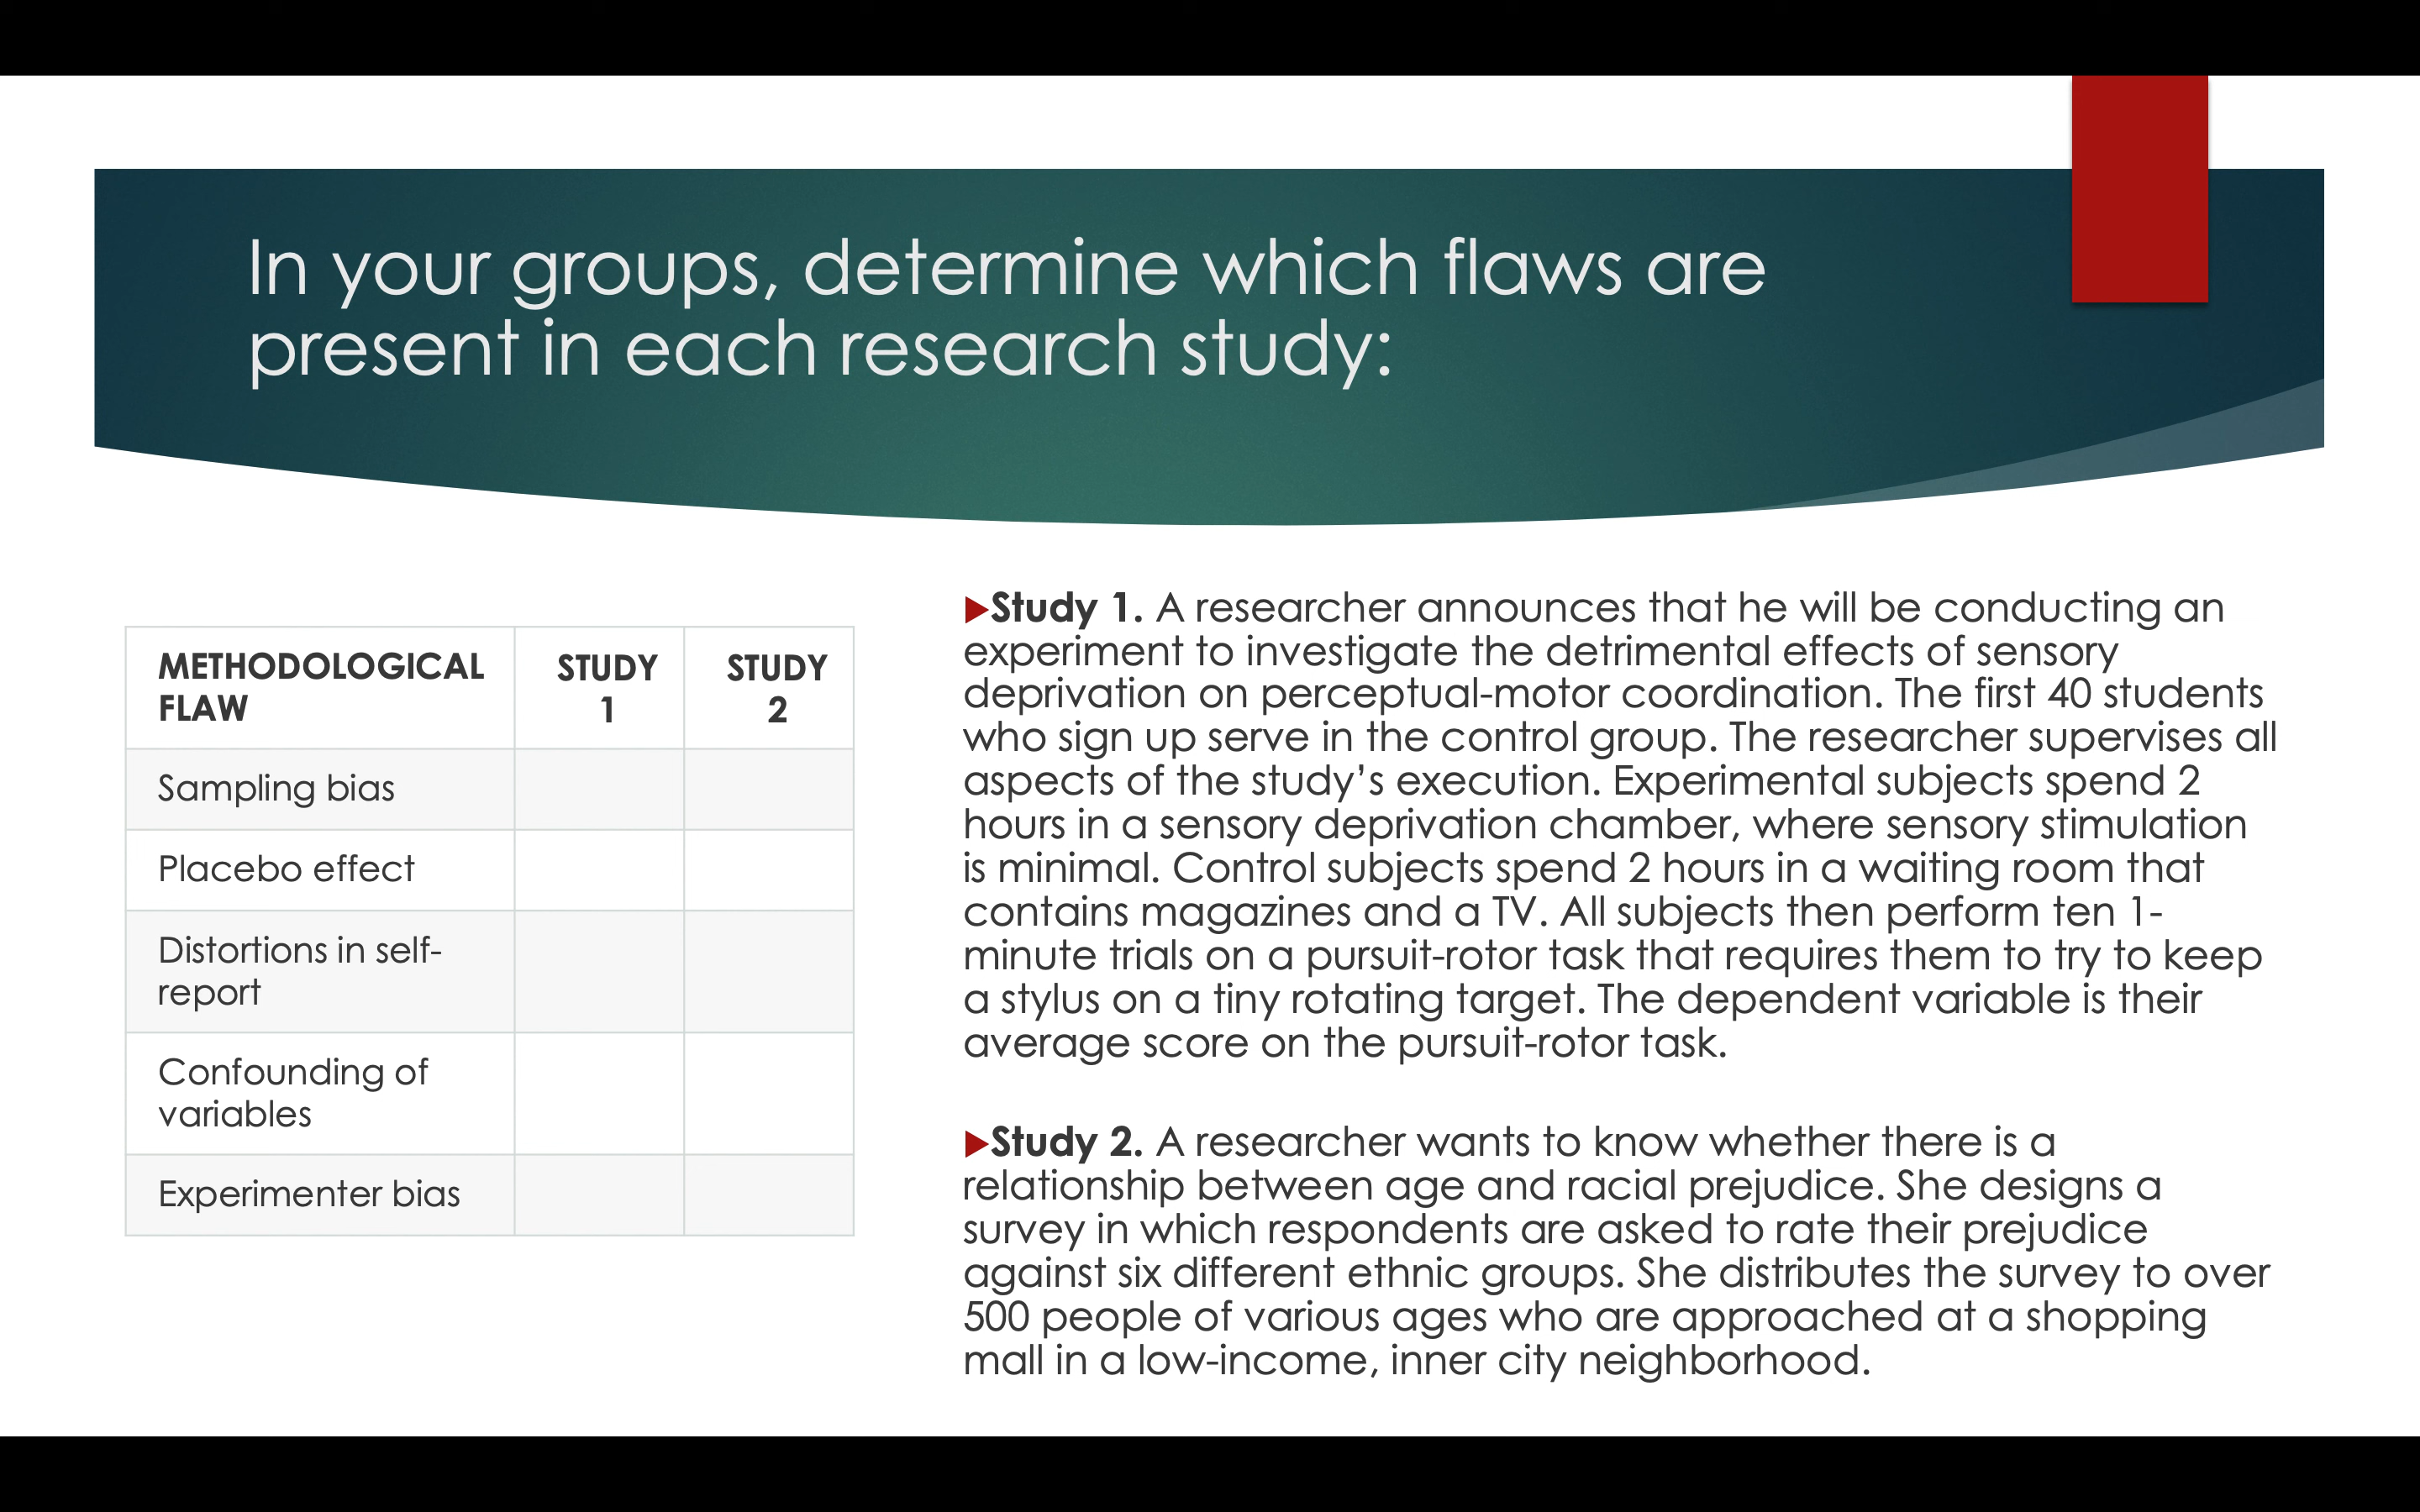 In your groups, determine which flaws are
present in each research study:
METHODOLOGICAL
FLAW
STUDY
1
STUDY
2
Sampling bias
Placebo effect
Distortions in self-
report
Confounding of
variables
Experimenter bias
Study 1. A researcher announces that he will be conducting an
experiment to investigate the detrimental effects of sensory
deprivation on perceptual-motor coordination. The first 40 students
who sign up serve in the control group. The researcher supervises all
aspects of the study’s execution. Experimental subjects spend 2
hours in a sensory deprivation chamber, where sensory stimulation
is minimal. Control subjects spend 2 hours in a waiting room that
contains magazines and a TV. All subjects then perform ten 1-
minute trials on a pursuit-rotor task that requires them to try to keep
a stylus on a tiny rotating target. The dependent variable is their
average score on the pursuit-rotor task.
Study 2. A researcher wants to know whether there is a
relationship between age and racial prejudice. She designs a
survey in which respondents are asked to rate their prejudice
against six different ethnic groups. She distributes the survey to over
500 people of various ages who are approached at a shopping
mall in a low-income, inner city neighborhood.